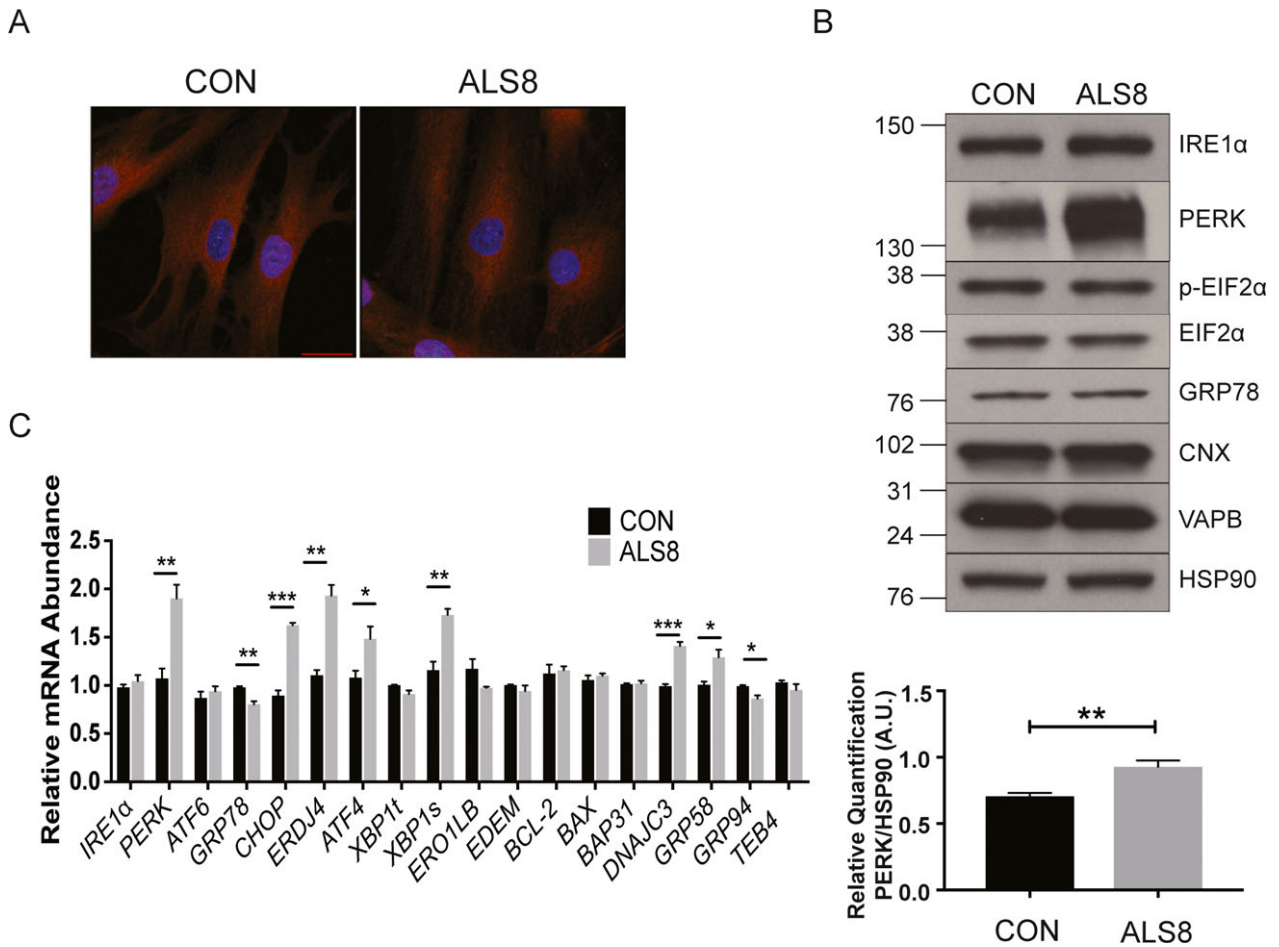 A
CON ALS8
B
CON ALS8
150
IRE1α
PERK
130
38
p-EIF2α
38
EIF2α
GRP78
76
102
CNX
31
VAPB
24
HSP90
76
C
Relative mRNA Abundance
2.5
2.0
1.5
1.0
0.5
0.0
CON
ALS8
** ** *** ** * ** *** * *
IRE1α PERK ATF6 GRP78 CHOP ERDJ4 ATF4 XBP1t XBP1s ERO1LB EDEM BCL-2 BAX BAP31 DNAJC3 GRP58 GRP94 TEB4
Relative Quantification
PERK/HSP90 (A.U.)
1.5
1.0
0.5
0.0
**
CON ALS8